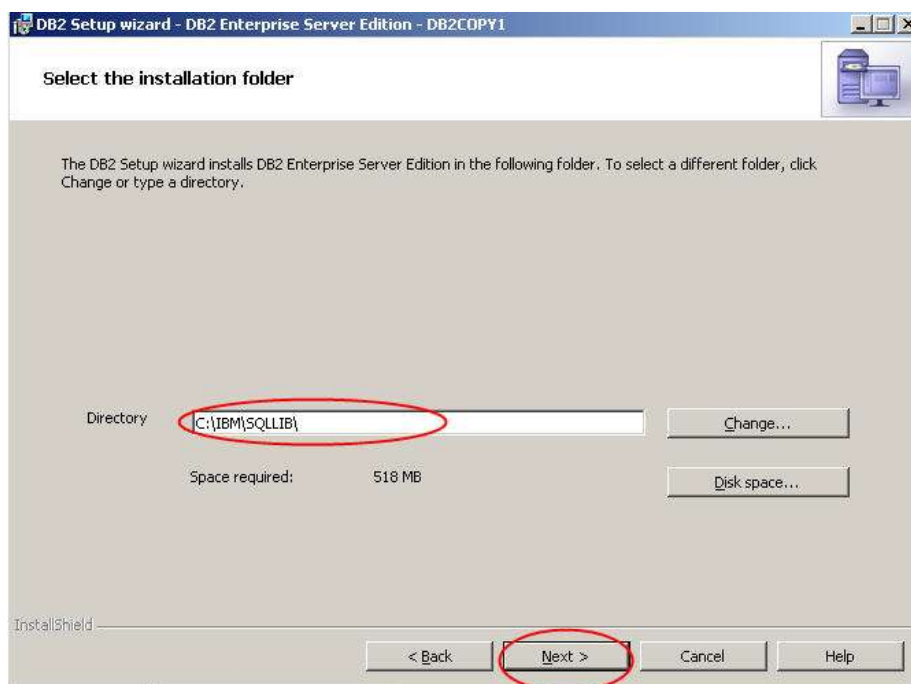 DB2 Setup wizard - DB2 Enterprise Server Edition - DB2COPY1
Select the installation folder
The DB2 Setup wizard installs DB2 Enterprise Server Edition in the following folder. To select a different folder, click
Change or type a directory.
Directory
C:\IBM\SQLLIB\
Change...
Space required:
518 MB
Disk space...
InstallShield
< Back
Next >
Cancel
Help